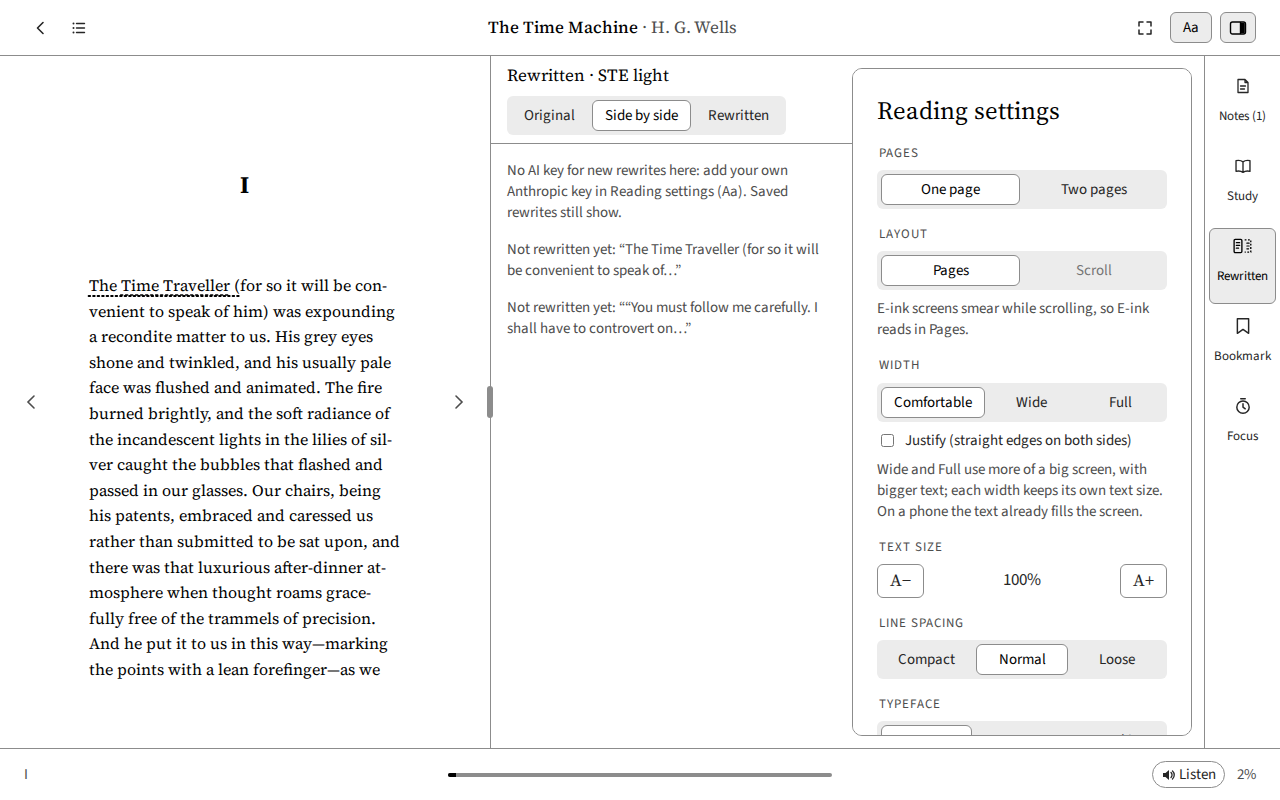 The Time Machine · H. G. Wells
Aa
I
The Time Traveller (for so it will be con-
venient to speak of him) was expounding
a recondite matter to us. His grey eyes
shone and twinkled, and his usually pale
face was flushed and animated. The fire
burned brightly, and the soft radiance of
the incandescent lights in the lilies of sil-
ver caught the bubbles that flashed and
passed in our glasses. Our chairs, being
his patents, embraced and caressed us
rather than submitted to be sat upon, and
there was that luxurious after-dinner at-
mosphere when thought roams grace-
fully free of the trammels of precision.
And he put it to us in this way—marking
the points with a lean forefinger—as we
Rewritten · STE light
Original Side by side Rewritten
No AI key for new rewrites here: add your own
Anthropic key in Reading settings (Aa). Saved
rewrites still show.
Not rewritten yet: “The Time Traveller (for so it will
be convenient to speak of…”
Not rewritten yet: ““You must follow me carefully. I
shall have to controvert on…”
Reading settings
PAGES
One page Two pages
LAYOUT
Pages Scroll
E-ink screens smear while scrolling, so E-ink
reads in Pages.
WIDTH
Comfortable Wide Full
Justify (straight edges on both sides)
Wide and Full use more of a big screen, with
bigger text; each width keeps its own text size.
On a phone the text already fills the screen.
TEXT SIZE
A− 100% A+
LINE SPACING
Compact Normal Loose
TYPEFACE
Notes (1)
Study
Rewritten
Bookmark
Focus
I
Listen 2%